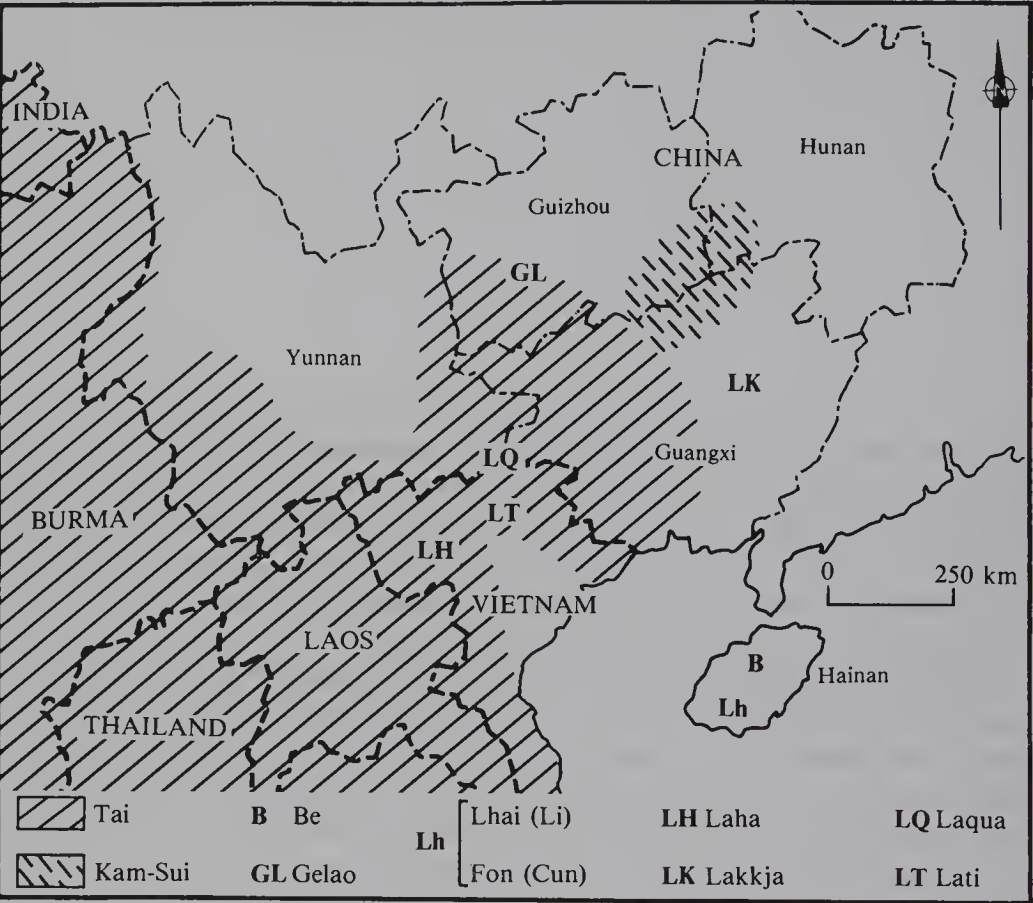 INDIA
CHINA
Hunan
Guizhou
GL
Yunnan
LK
Guangxi
LQ
LT
BURMA
LH
0 250 km
VIETNAM
LAOS
B
Hainan
Lh
THAILAND
Tai
B Be
Lh
Lhai (Li)
LH Laha
LQ Laqua
Kam-Sui
GL Gelao
Fon (Cun)
LK Lakkja
LT Lati